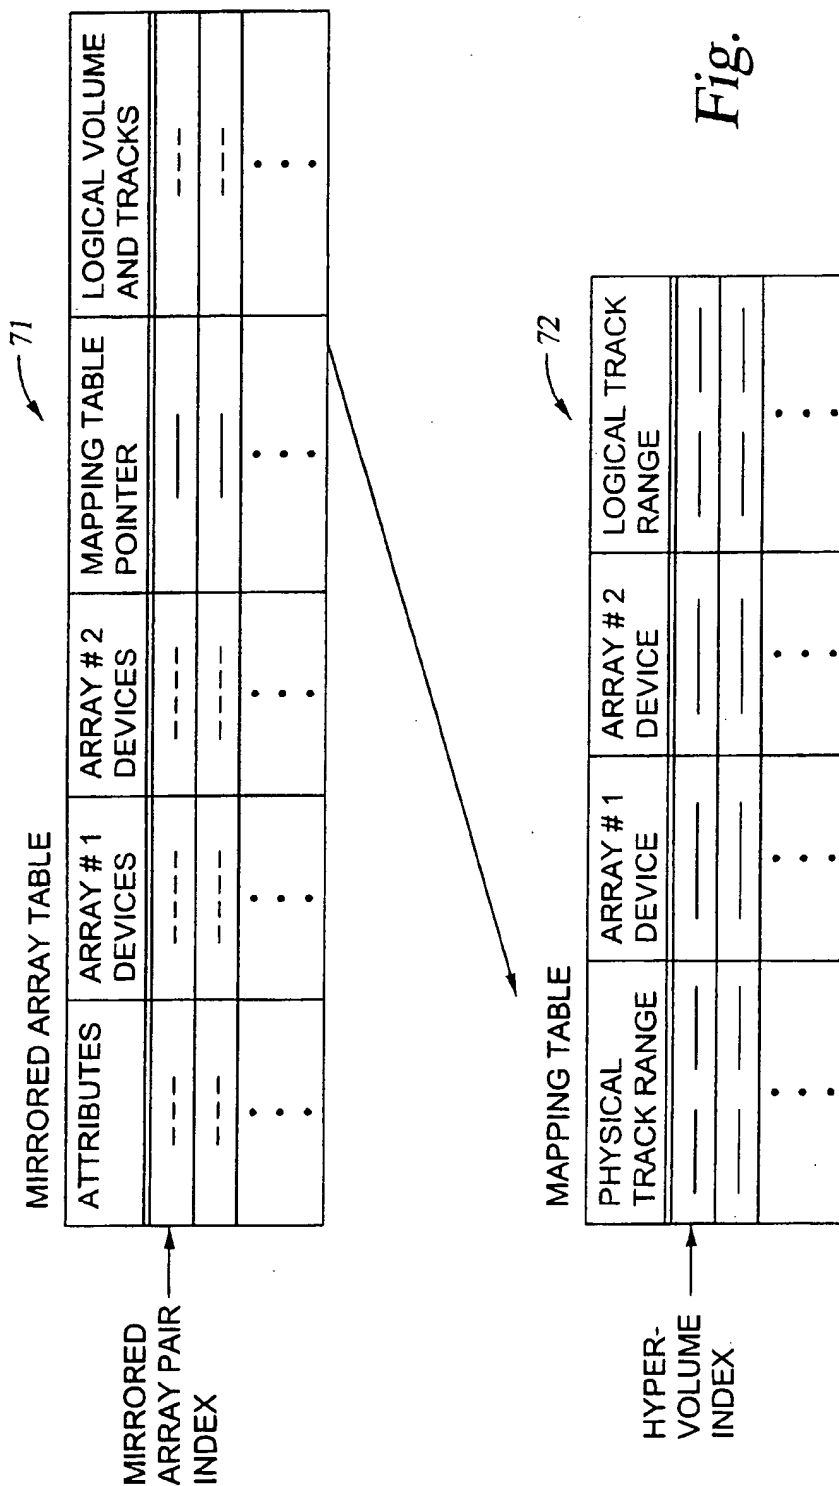 MIRRORED ARRAY TABLE
71
ATTRIBUTES
ARRAY # 1
DEVICES
ARRAY # 2
DEVICES
MAPPING TABLE
POINTER
LOGICAL VOLUME
AND TRACKS
MIRRORED
ARRAY PAIR
INDEX
MAPPING TABLE
72
PHYSICAL
TRACK RANGE
ARRAY # 1
DEVICE
ARRAY # 2
DEVICE
LOGICAL TRACK
RANGE
HYPER-
VOLUME
INDEX
Fig.